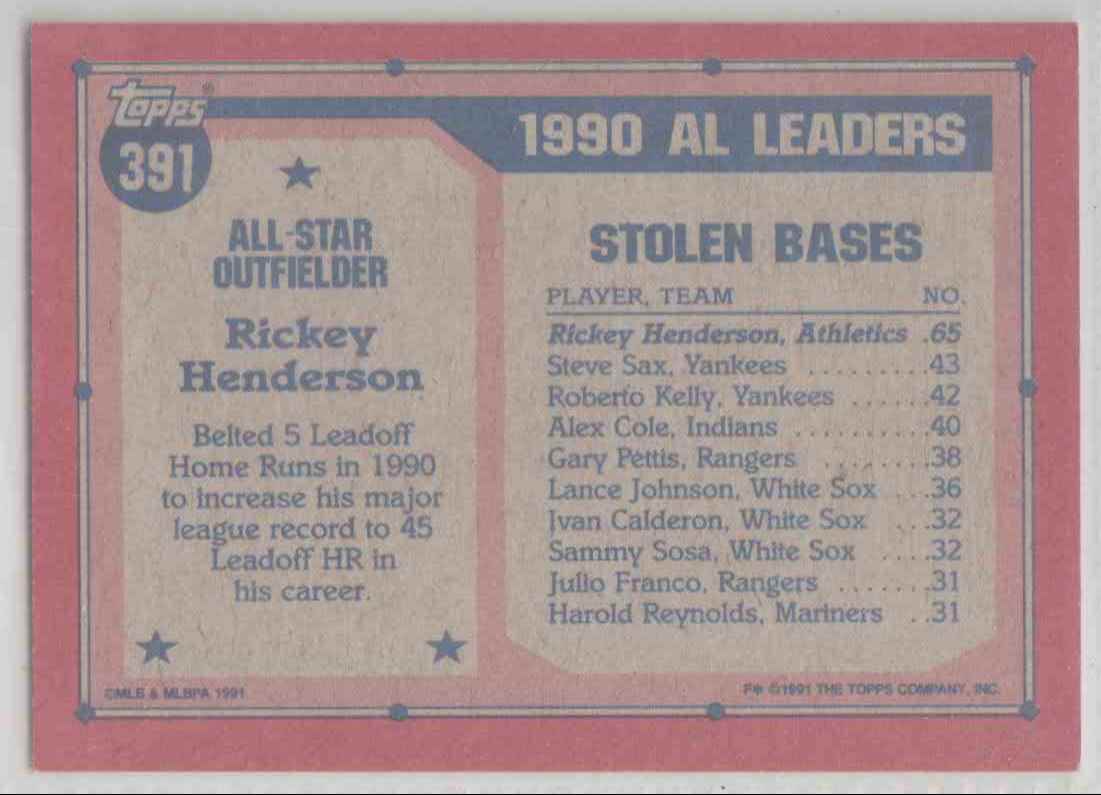 Topps®
391
ALL-STAR
OUTFIELDER
Rickey
Henderson
Belted 5 Leadoff
Home Runs in 1990
to increase his major
league record to 45
Leadoff HR in
his career.
1990 AL LEADERS
STOLEN BASES
PLAYER, TEAM NO.
Rickey Henderson, Athletics .65
Steve Sax, Yankees .........43
Roberto Kelly, Yankees ......42
Alex Cole, Indians ..........40
Gary Pettis, Rangers ........38
Lance Johnson, White Sox ...36
Ivan Calderon, White Sox ...32
Sammy Sosa, White Sox ....32
Julio Franco, Rangers .......31
Harold Reynolds, Mariners ..31
©MLB & MLBPA 1991
F* ©1991 THE TOPPS COMPANY, INC.